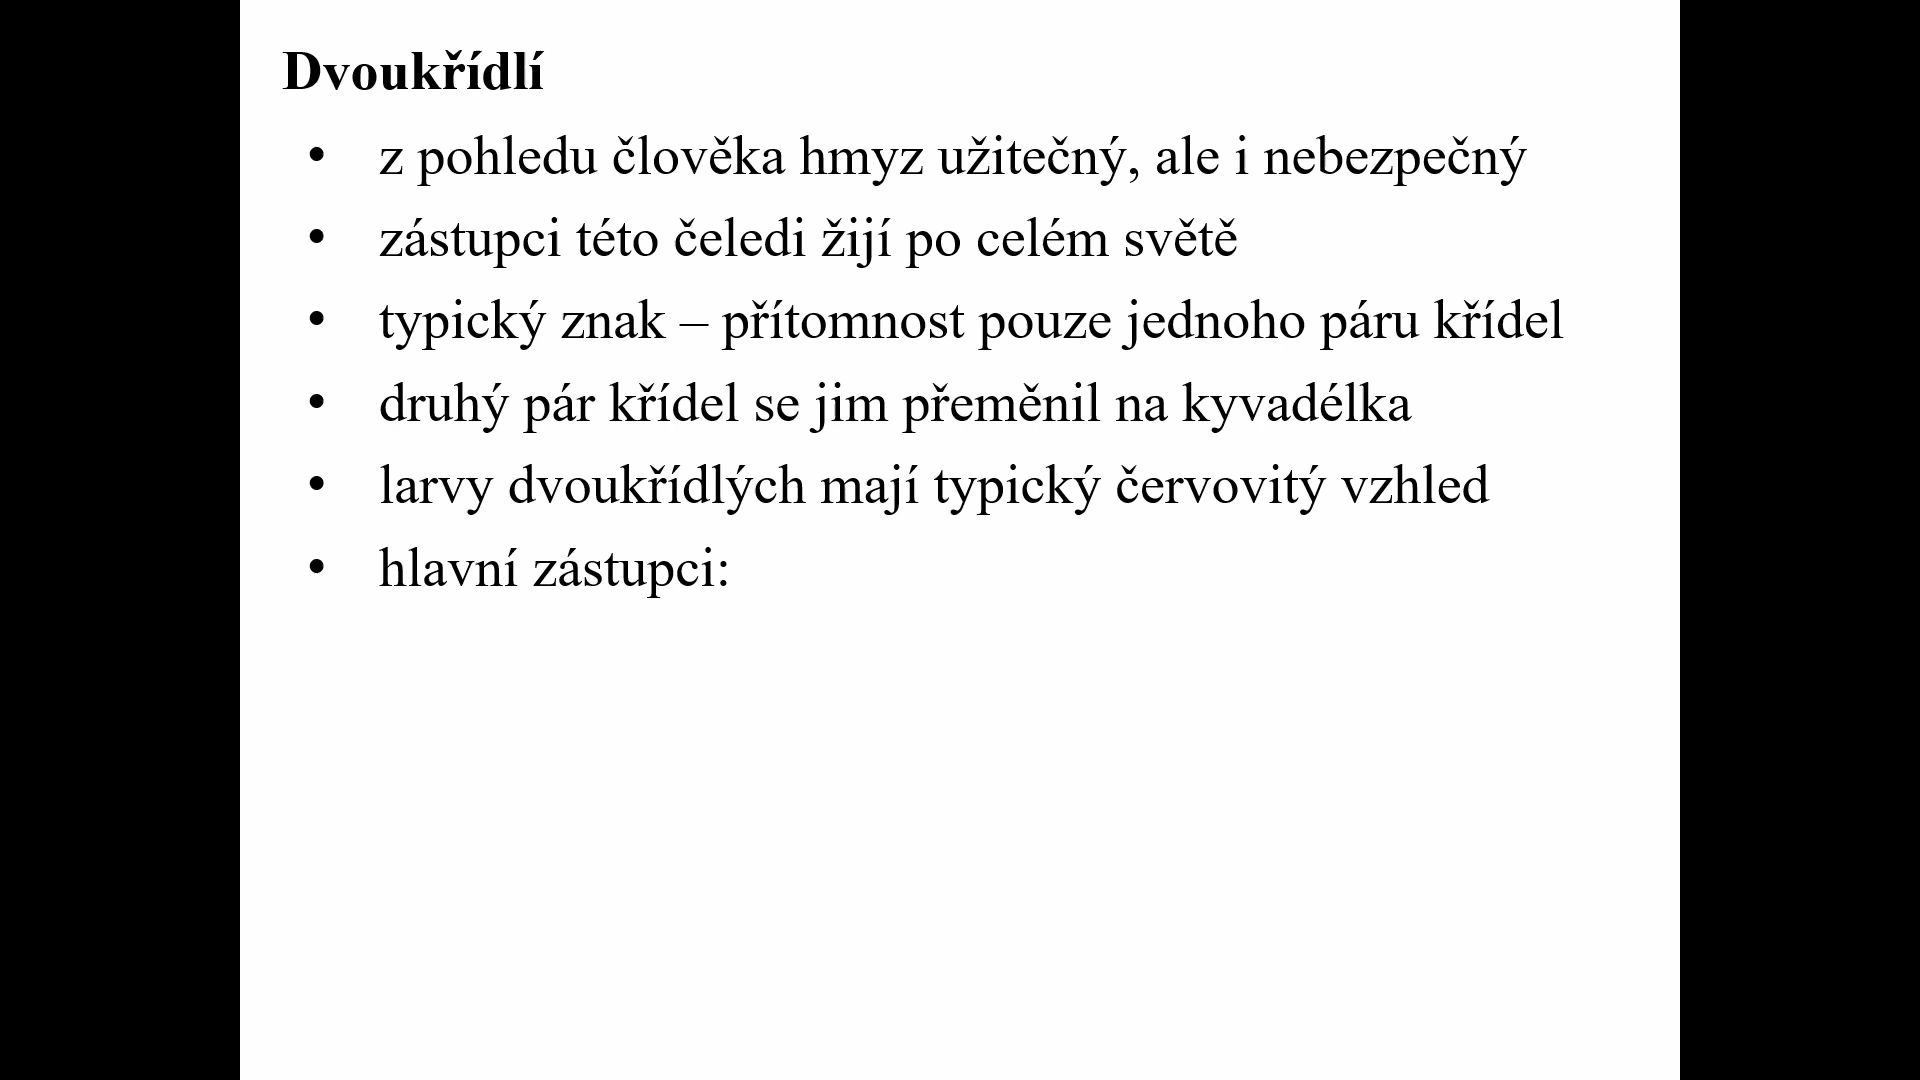 Dvoukřídlí
• z pohledu člověka hmyz užitečný, ale i nebezpečný
• zástupci této čeledi žijí po celém světě
• typický znak – přítomnost pouze jednoho páru křídel
• druhý pár křídel se jim přeměnil na kyvadélka
• larvy dvoukřídlých mají typický červovitý vzhled
• hlavní zástupci: